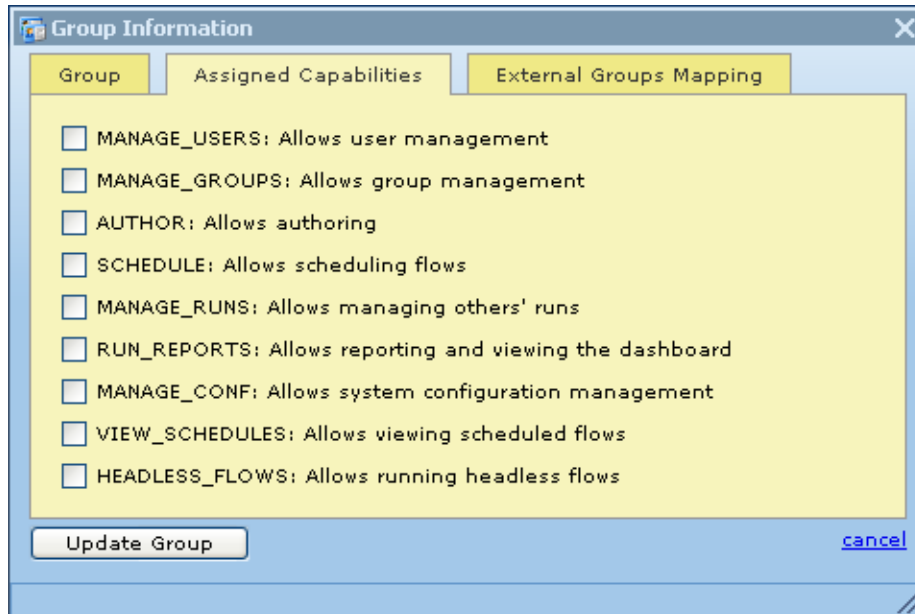 Group Information
Group
Assigned Capabilities
External Groups Mapping
MANAGE_USERS: Allows user management
MANAGE_GROUPS: Allows group management
AUTHOR: Allows authoring
SCHEDULE: Allows scheduling flows
MANAGE_RUNS: Allows managing others' runs
RUN_REPORTS: Allows reporting and viewing the dashboard
MANAGE_CONF: Allows system configuration management
VIEW_SCHEDULES: Allows viewing scheduled flows
HEADLESS_FLOWS: Allows running headless flows
Update Group
cancel